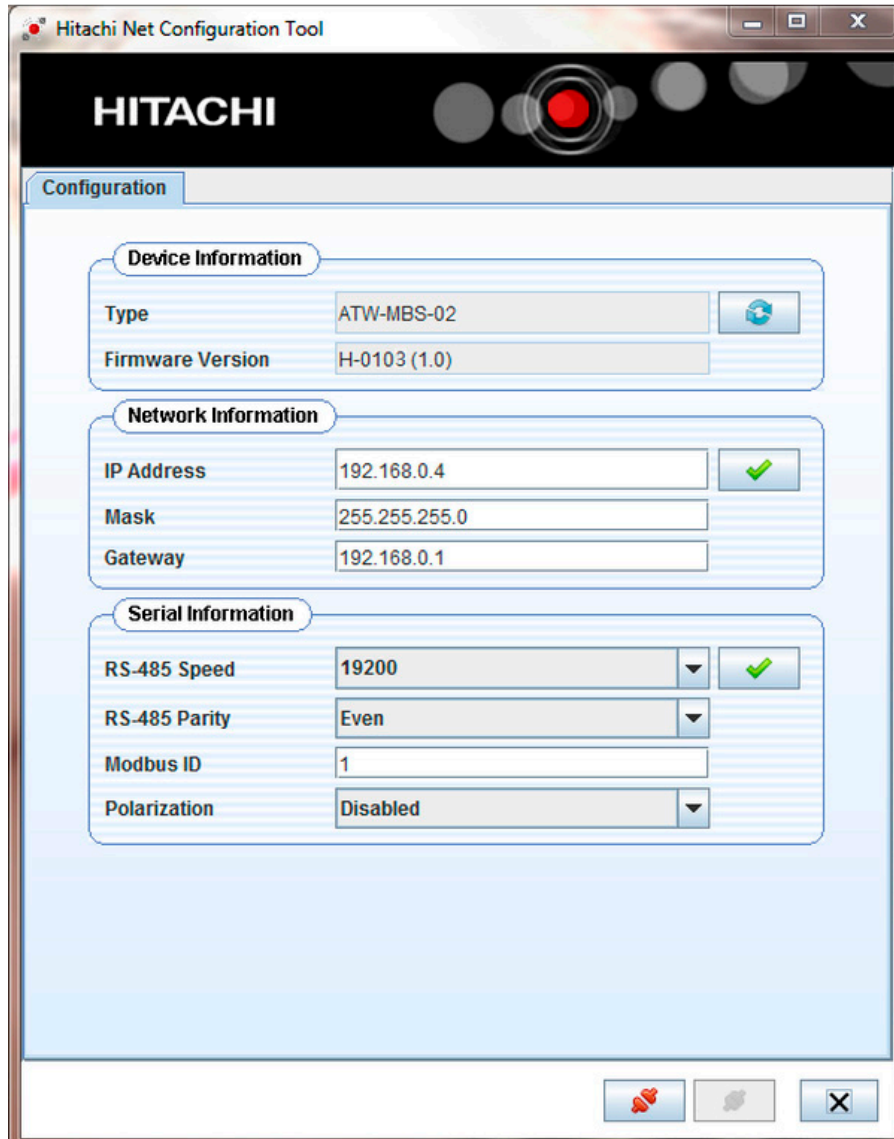 Hitachi Net Configuration Tool
HITACHI
Configuration
Device Information
Type ATW-MBS-02
Firmware Version H-0103 (1.0)
Network Information
IP Address 192.168.0.4
Mask 255.255.255.0
Gateway 192.168.0.1
Serial Information
RS-485 Speed 19200
RS-485 Parity Even
Modbus ID 1
Polarization Disabled